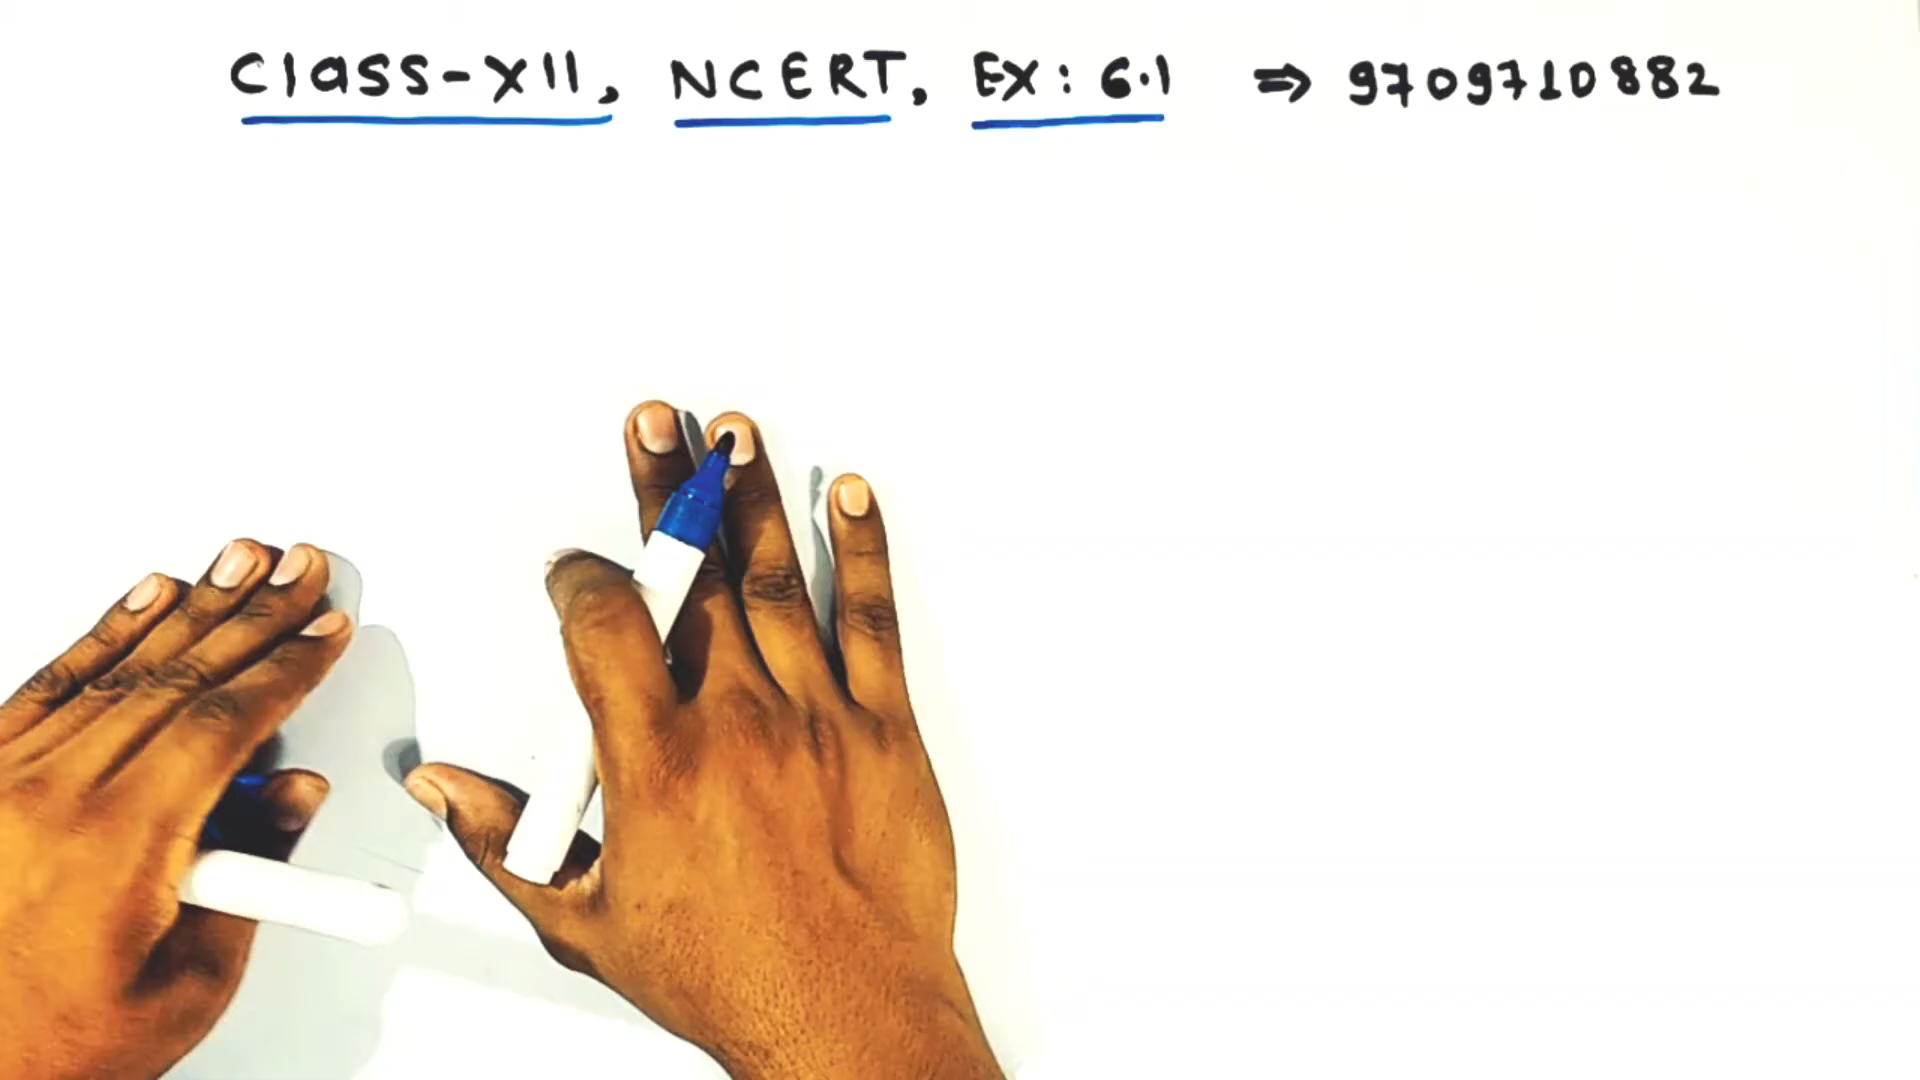 Class-XII, NCERT, EX: 6.1 ⇒ 9709710882